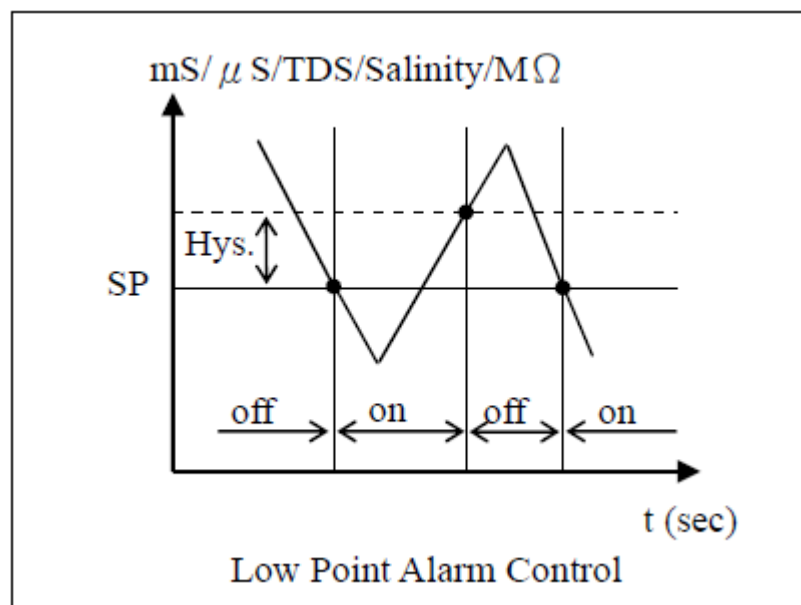 mS/ μ S/TDS/Salinity/MΩ
Hys.
SP
off on off on
t (sec)
Low Point Alarm Control